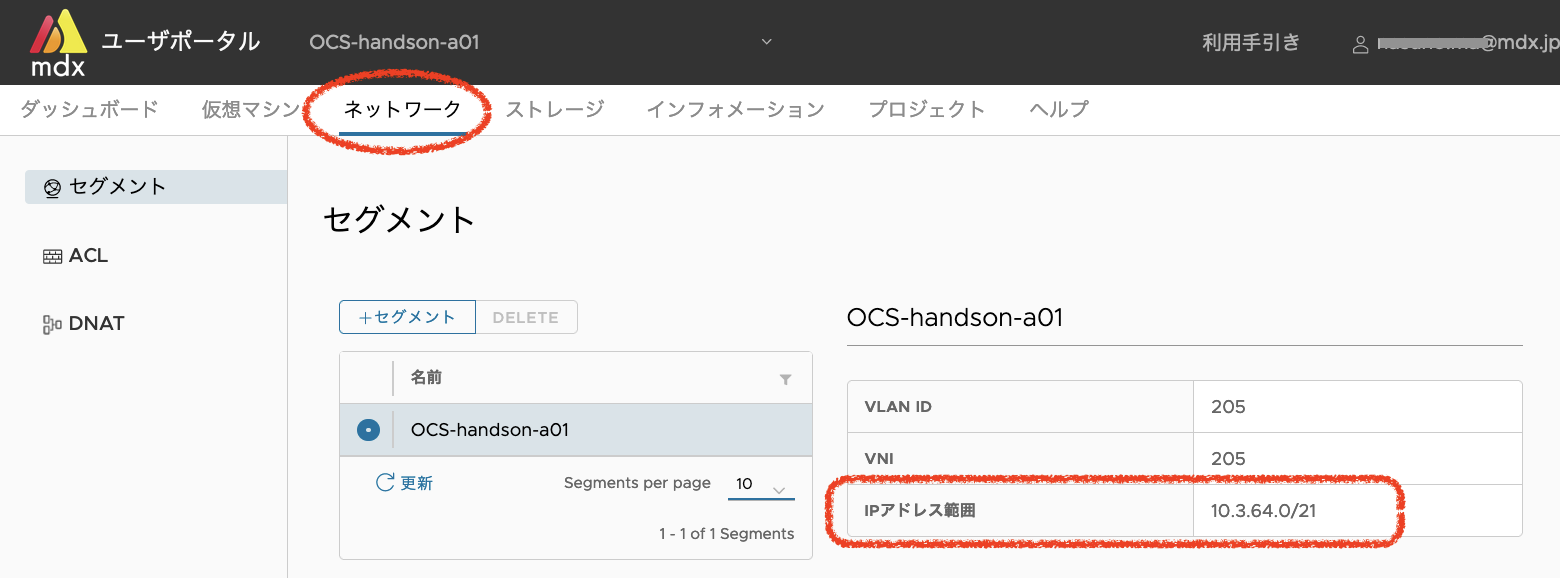 mdx
ユーザポータル
OCS-handson-a01
利用手引き
@mdx.jp
ダッシュボード
仮想マシン
ネットワーク
ストレージ
インフォメーション
プロジェクト
ヘルプ
セグメント
ACL
DNAT
セグメント
+セグメント
DELETE
名前
OCS-handson-a01
更新
Segments per page
10
1 - 1 of 1 Segments
OCS-handson-a01
VLAN ID
205
VNI
205
IPアドレス範囲
10.3.64.0/21